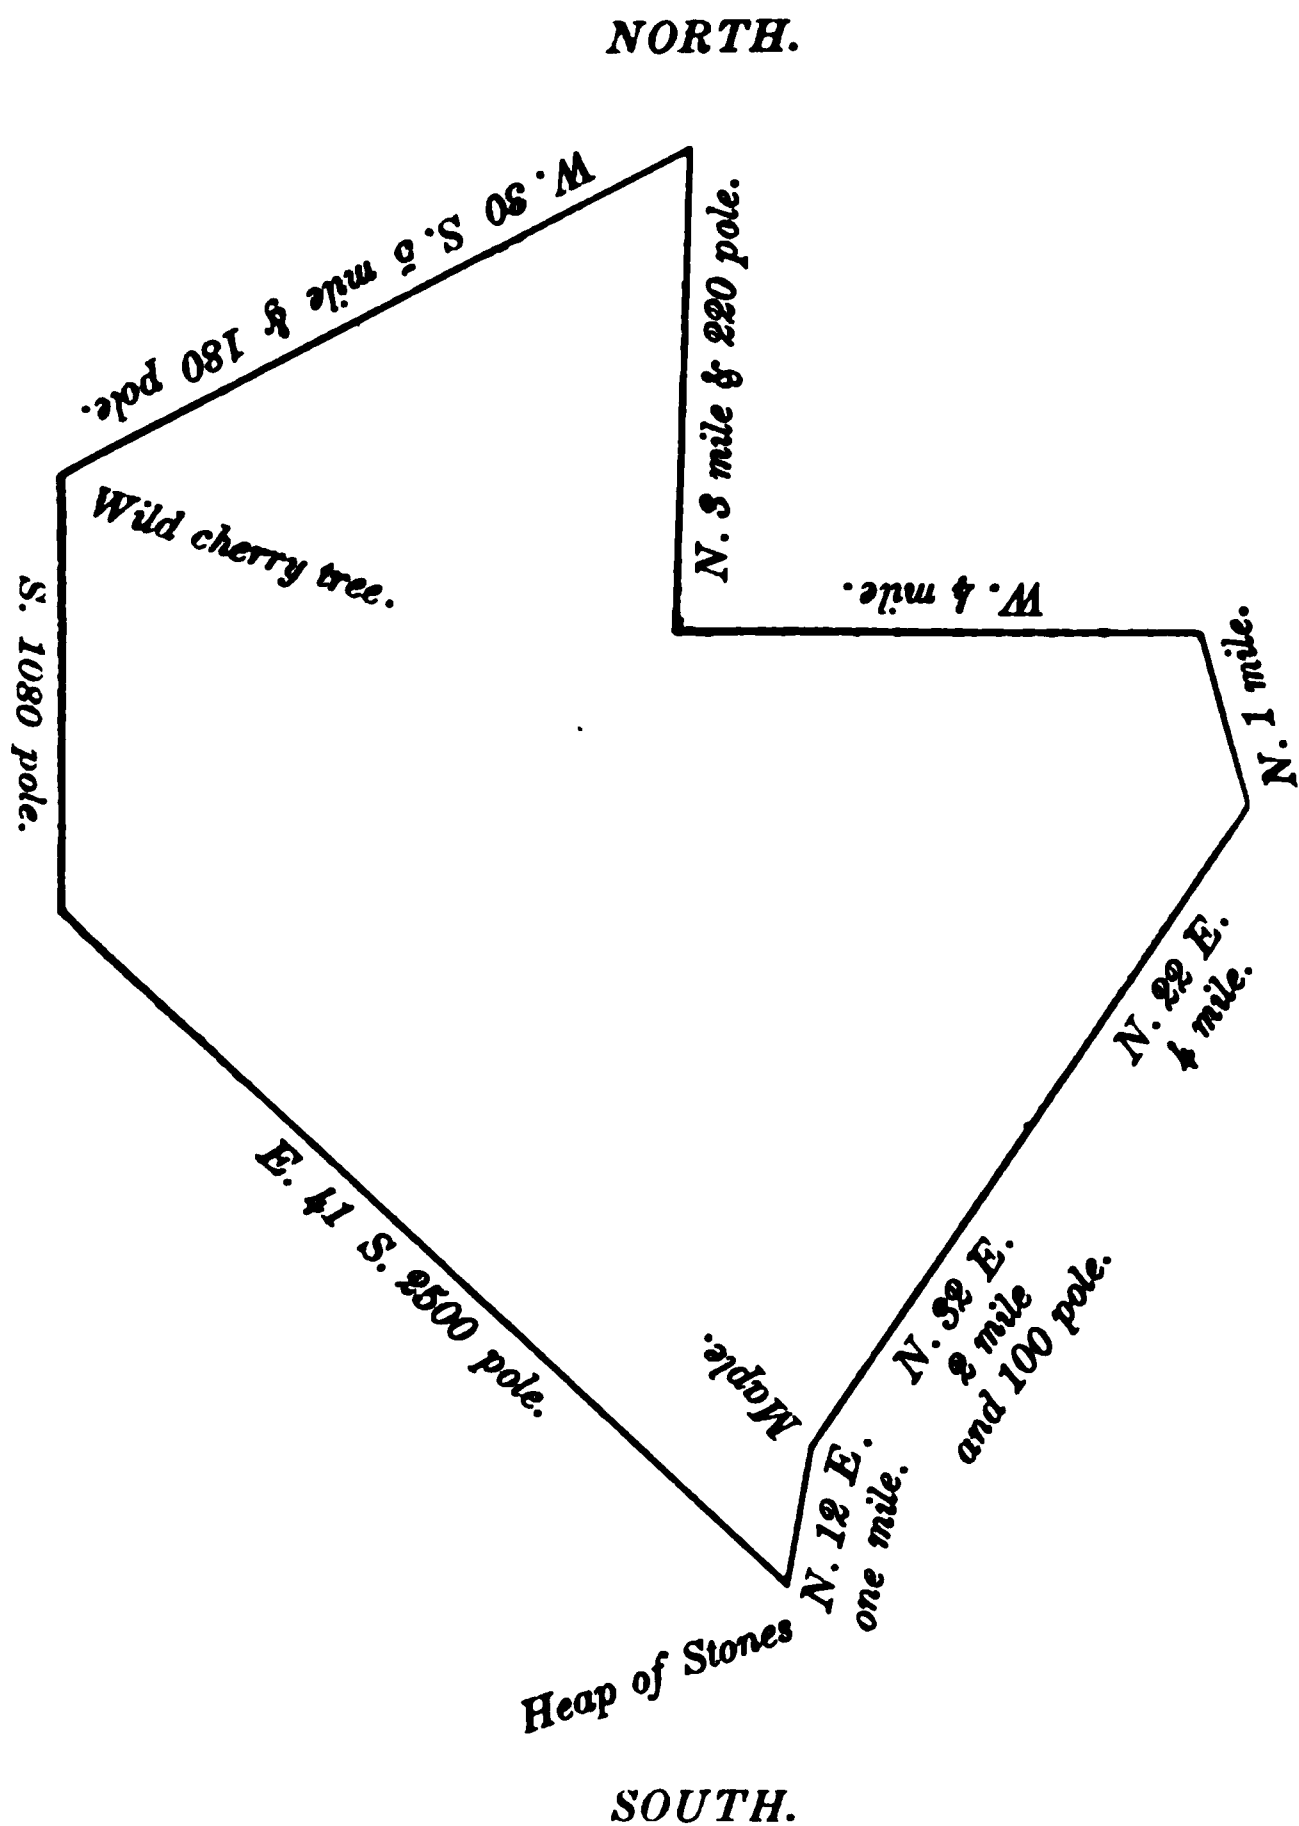 NORTH.
W. 30 S. 5 mile & 180 pole.
N. 3 mile & 220 pole.
Wild cherry tree.
W. 4 mile.
N. 1 mile.
S. 1080 pole.
N. 22 E.
4 mile.
E. 41 S. 2500 pole.
N. 32 E.
2 mile
and 100 pole.
Maple.
N. 12 E.
one mile.
Heap of Stones
SOUTH.